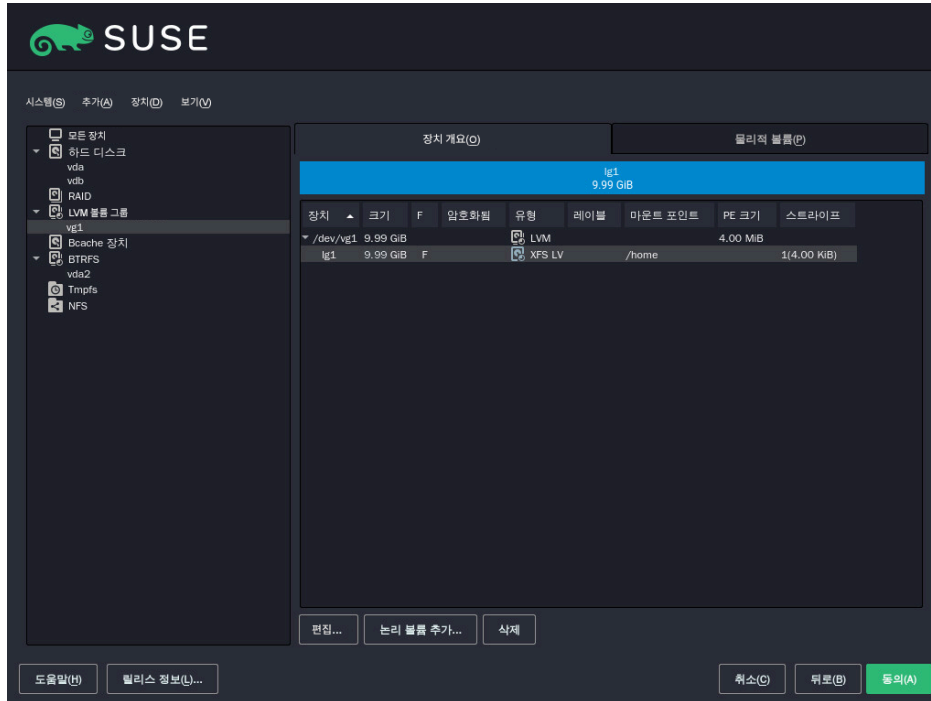 SUSE
시스템(S) 추가(A) 장치(D) 보기(V)
모든 장치
하드 디스크
vda
vdb
RAID
LVM 볼륨 그룹
vg1
Bcache 장치
BTRFS
vda2
Tmpfs
NFS
장치 개요(O) 물리적 볼륨(P)
lg1
9.99 GiB
장치 크기 F 암호화됨 유형 레이블 마운트 포인트 PE 크기 스트라이프
/dev/vg1 9.99 GiB LVM 4.00 MiB
lg1 9.99 GiB F XFS LV /home 1(4.00 KiB)
편집... 논리 볼륨 추가... 삭제
도움말(H) 릴리스 정보(L)... 취소(C) 뒤로(B) 동의(A)